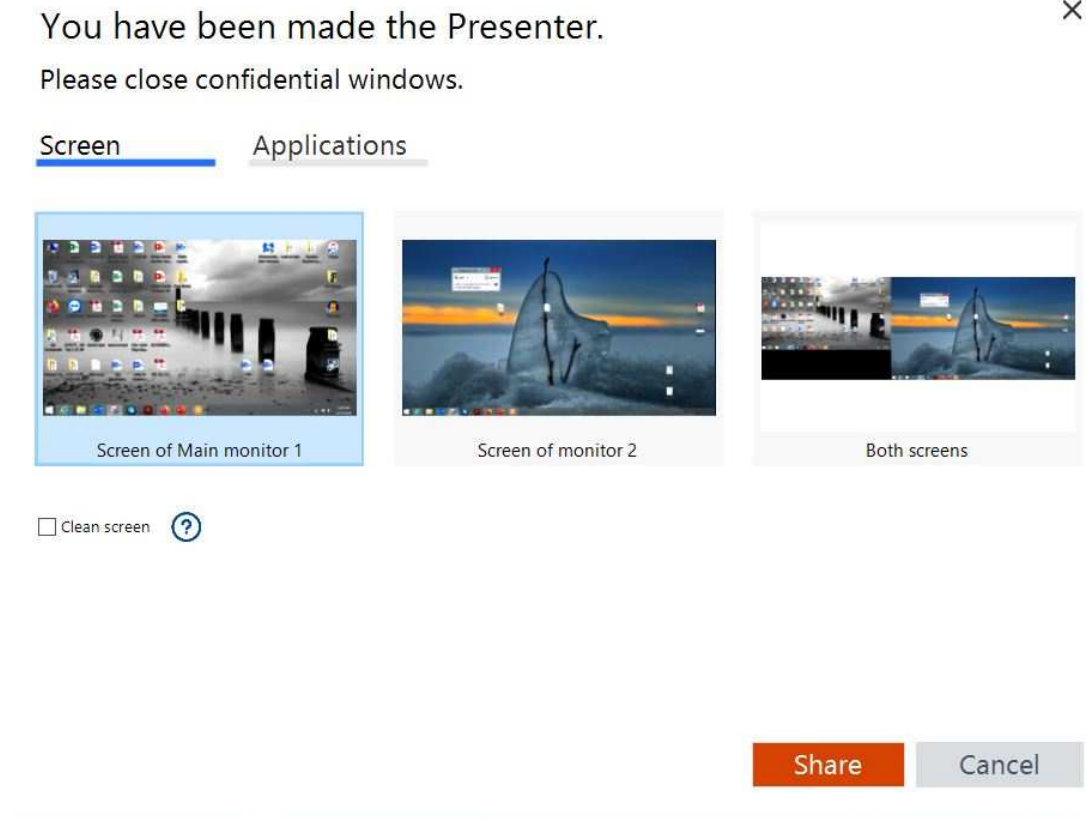 You have been made the Presenter.
Please close confidential windows.
Screen Applications
Screen of Main monitor 1 Screen of monitor 2 Both screens
Clean screen ?
Share Cancel